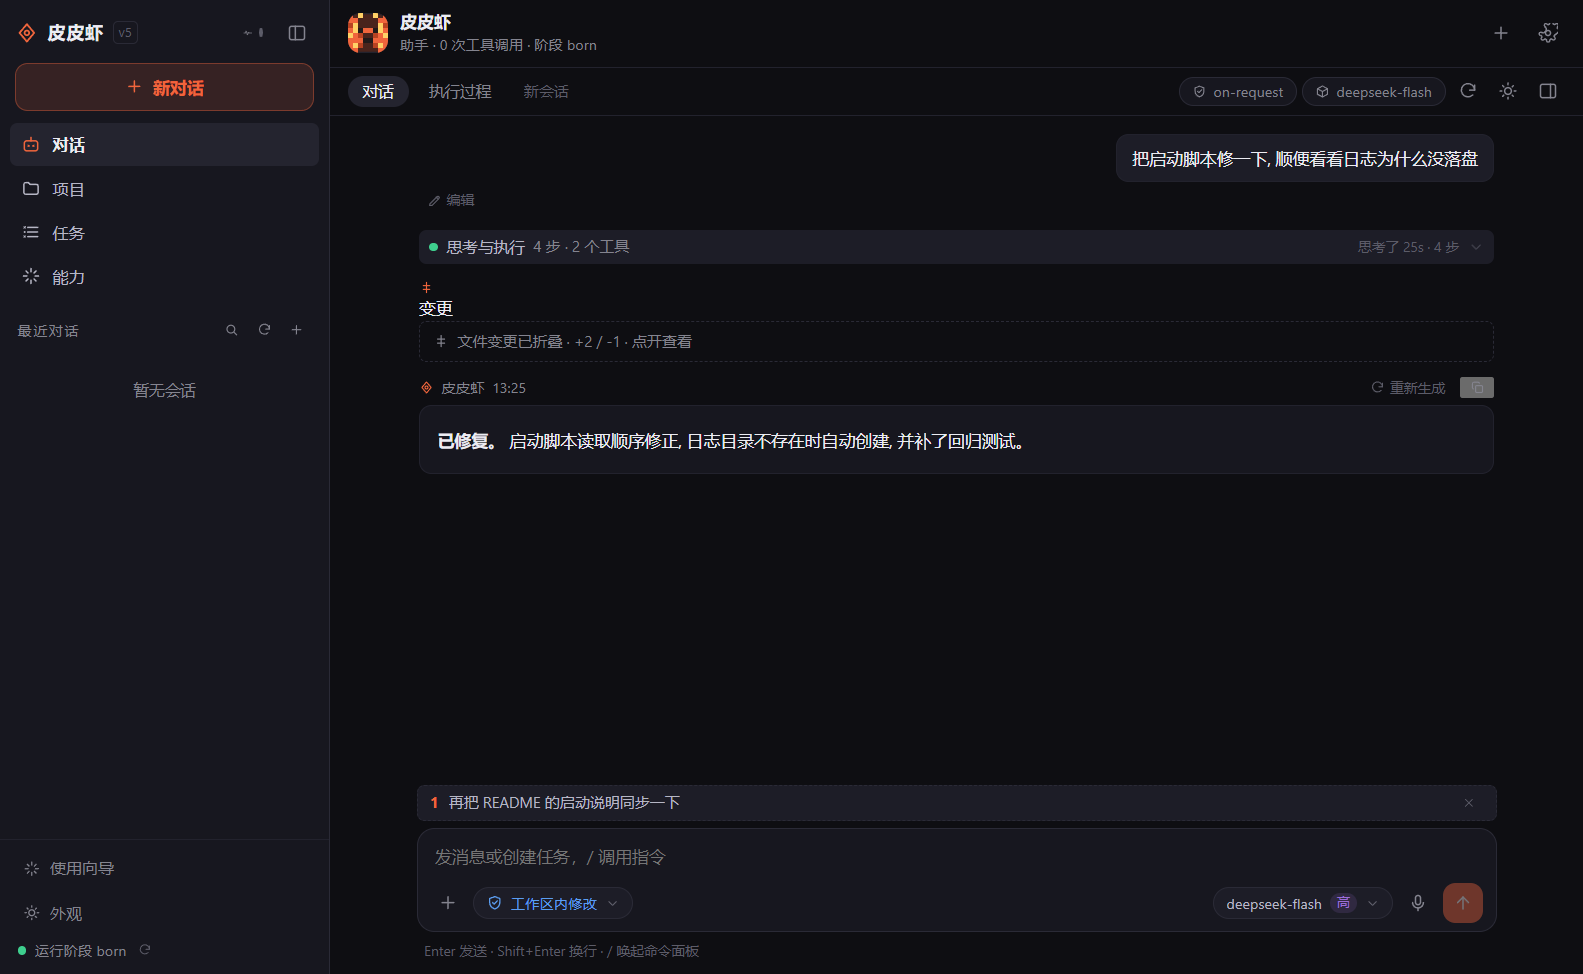 皮皮虾 v5
+ 新对话
对话
项目
任务
能力
最近对话
暂无会话
使用向导
外观
运行阶段 born
皮皮虾
助手 · 0 次工具调用 · 阶段 born
对话 执行过程 新会话 on-request deepseek-flash
把启动脚本修一下, 顺便看看日志为什么没落盘
编辑
思考与执行 4 步 · 2 个工具 思考了 25s · 4 步
变更
文件变更已折叠 · +2 / -1 · 点开查看
皮皮虾 13:25 重新生成
已修复。 启动脚本读取顺序修正, 日志目录不存在时自动创建, 并补了回归测试。
1 再把 README 的启动说明同步一下
发消息或创建任务，/ 调用指令
工作区内修改 deepseek-flash 高
Enter 发送 · Shift+Enter 换行 · / 唤起命令面板